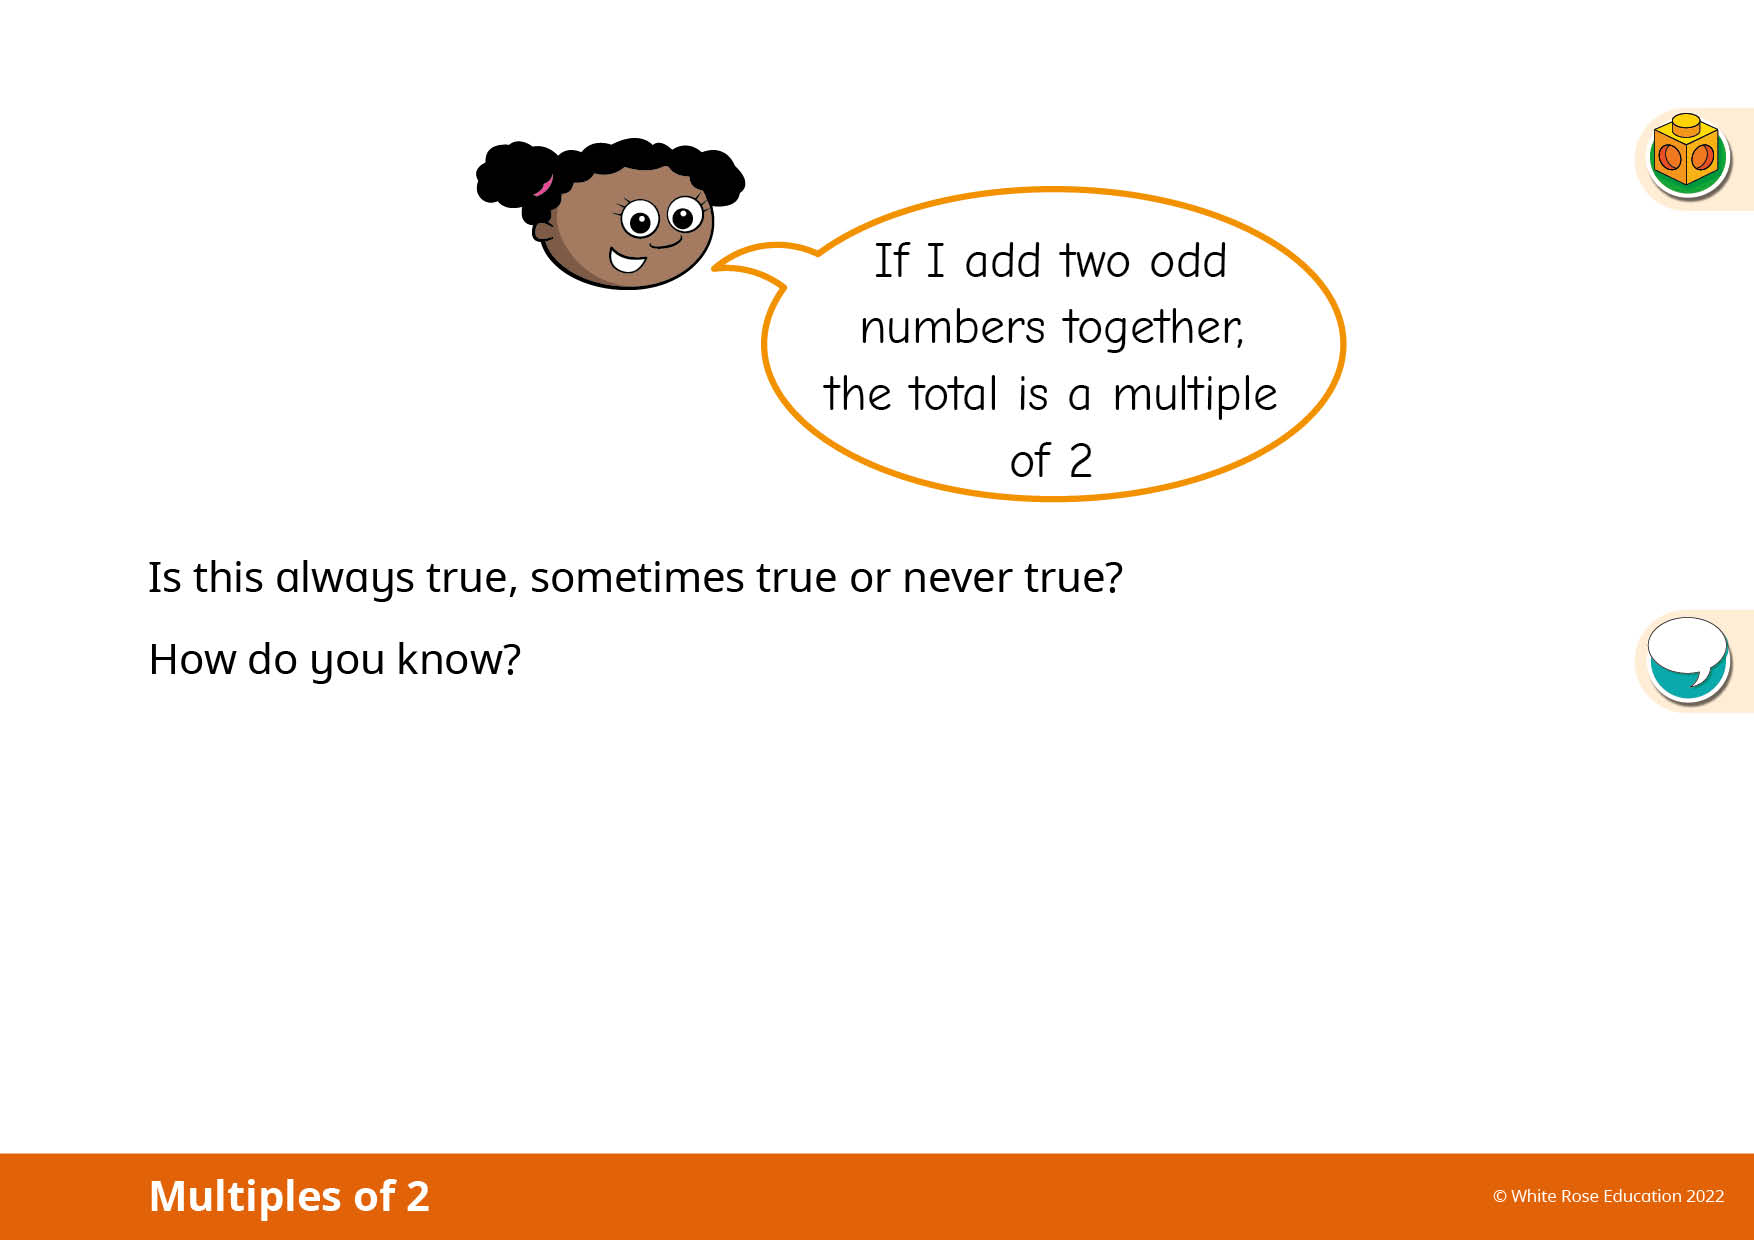 If I add two odd
numbers together,
the total is a multiple
of 2
Is this always true, sometimes true or never true?
How do you know?
Multiples of 2
© White Rose Education 2022